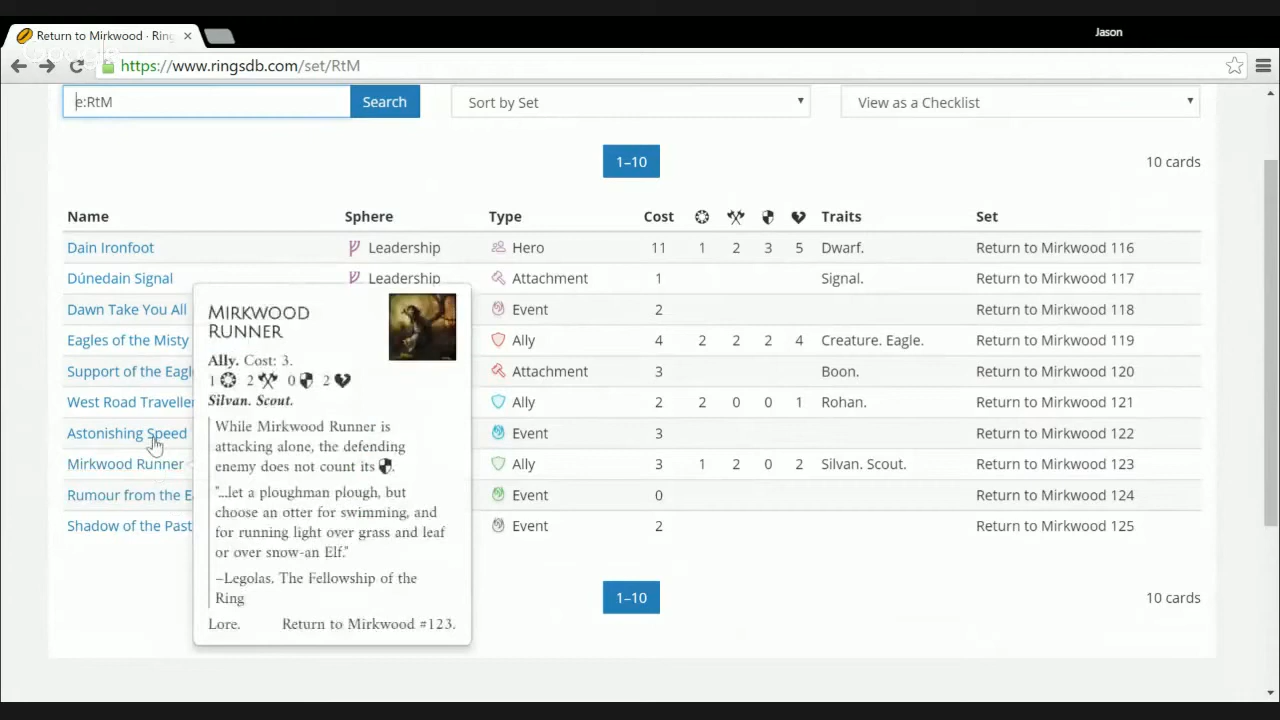 Return to Mirkwood · Ring
Jason
Google
https://www.ringsdb.com/set/RtM
e:RtM
Search
Sort by Set
View as a Checklist
1–10
10 cards
Name Sphere Type Cost Traits Set
Dain Ironfoot Leadership Hero 11 1 2 3 5 Dwarf. Return to Mirkwood 116
Dúnedain Signal Leadership Attachment 1 Signal. Return to Mirkwood 117
Dawn Take You All Event 2 Return to Mirkwood 118
Eagles of the Misty Ally 4 2 2 2 4 Creature. Eagle. Return to Mirkwood 119
Support of the Eagl Attachment 3 Boon. Return to Mirkwood 120
West Road Traveller Ally 2 2 0 0 1 Rohan. Return to Mirkwood 121
Astonishing Speed Event 3 Return to Mirkwood 122
Mirkwood Runner Ally 3 1 2 0 2 Silvan. Scout. Return to Mirkwood 123
Rumour from the E Event 0 Return to Mirkwood 124
Shadow of the Past Event 2 Return to Mirkwood 125
Mirkwood
Runner
Ally. Cost: 3.
1 2 0 2
Silvan. Scout.
While Mirkwood Runner is
attacking alone, the defending
enemy does not count its .
"...let a ploughman plough, but
choose an otter for swimming, and
for running light over grass and leaf
or over snow-an Elf."
–Legolas. The Fellowship of the
Ring
Lore. Return to Mirkwood #123.
1–10
10 cards